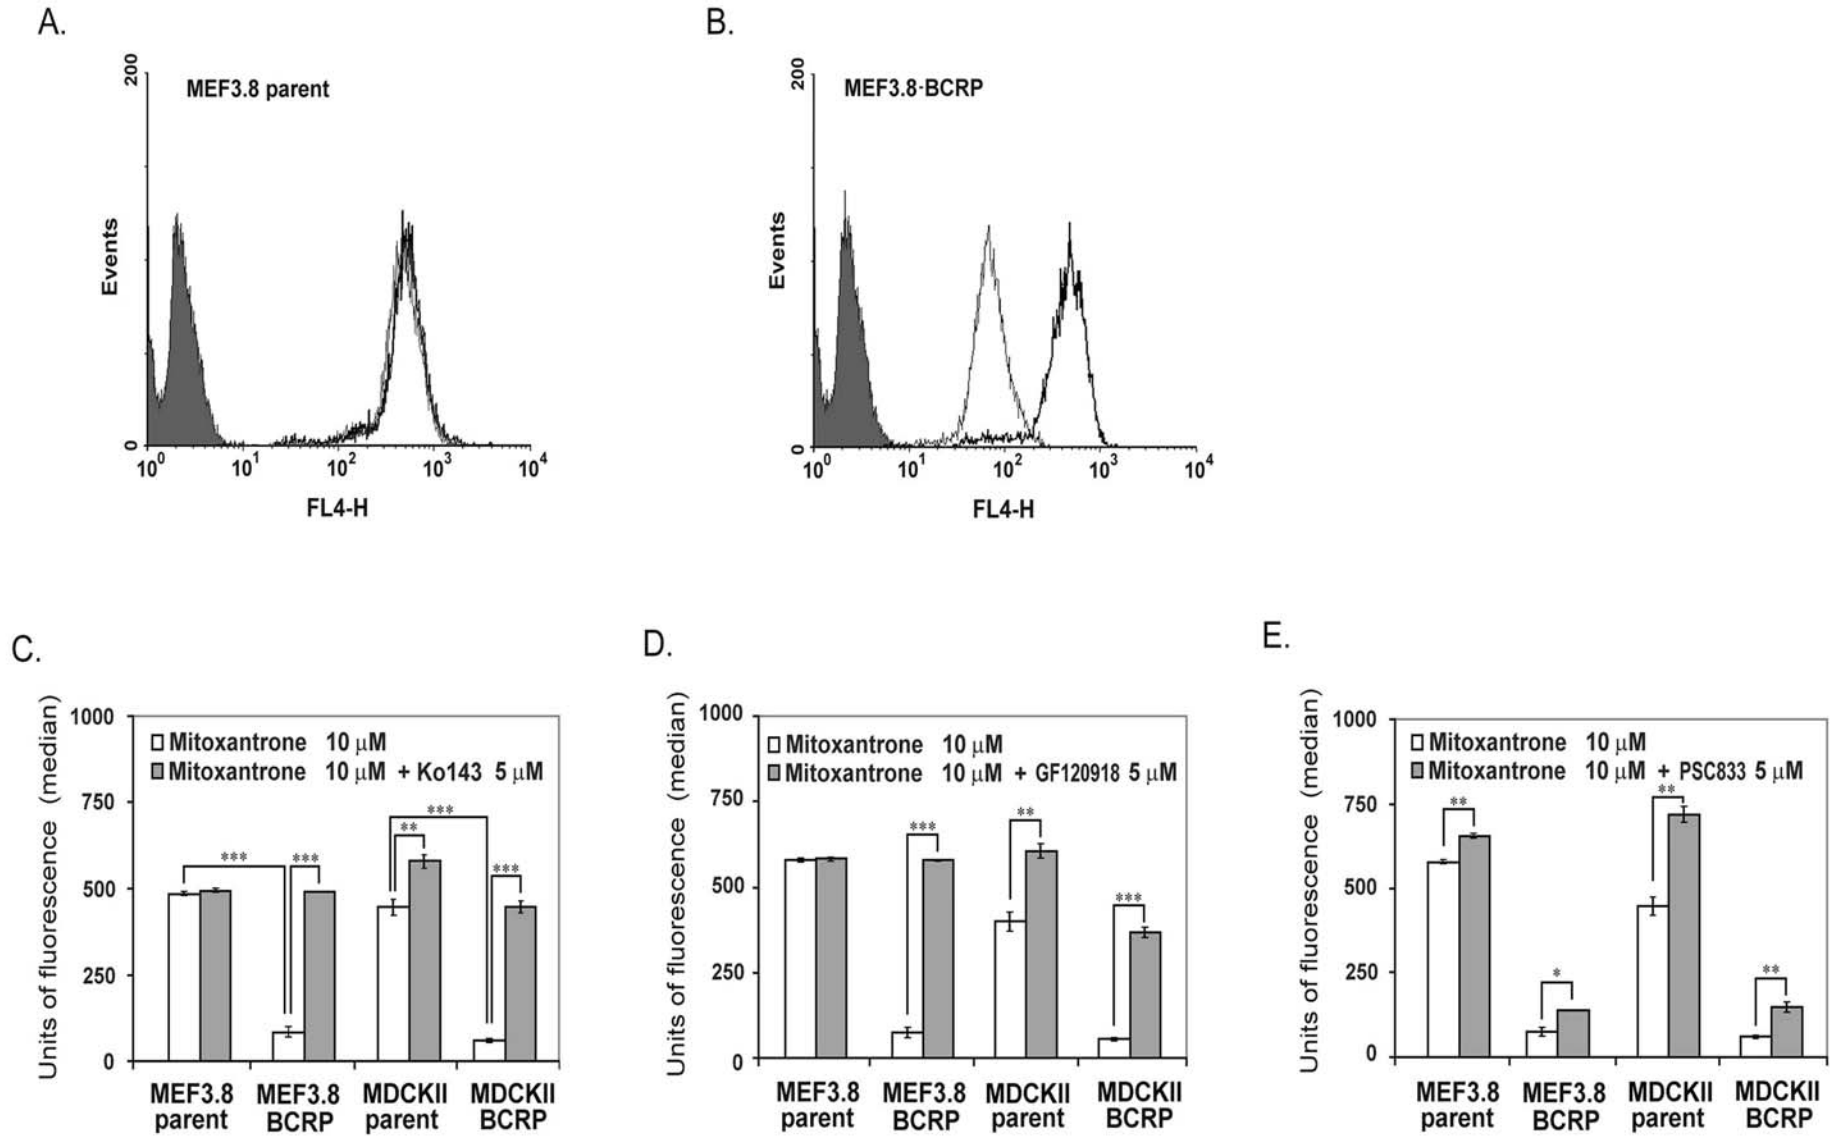 A.
MEF3.8 parent
200
0
Events
10^0 10^1 10^2 10^3 10^4
FL4-H
B.
MEF3.8-BCRP
200
0
Events
10^0 10^1 10^2 10^3 10^4
FL4-H
C.
Units of fluorescence (median)
1000
750
500
250
0
Mitoxantrone 10 μM
Mitoxantrone 10 μM + Ko143 5 μM
*** *** *** ** ***
MEF3.8 parent
MEF3.8 BCRP
MDCKII parent
MDCKII BCRP
D.
Units of fluorescence (median)
1000
750
500
250
0
Mitoxantrone 10 μM
Mitoxantrone 10 μM + GF120918 5 μM
*** ** ***
MEF3.8 parent
MEF3.8 BCRP
MDCKII parent
MDCKII BCRP
E.
Units of fluorescence (median)
1000
750
500
250
0
Mitoxantrone 10 μM
Mitoxantrone 10 μM + PSC833 5 μM
** * ** **
MEF3.8 parent
MEF3.8 BCRP
MDCKII parent
MDCKII BCRP